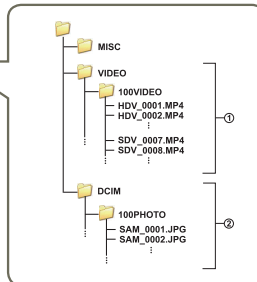 MISC
VIDEO
100VIDEO
HDV_0001.MP4
HDV_0002.MP4
SDV_0007.MP4
SDV_0008.MP4
①
DCIM
100PHOTO
SAM_0001.JPG
SAM_0002.JPG
②